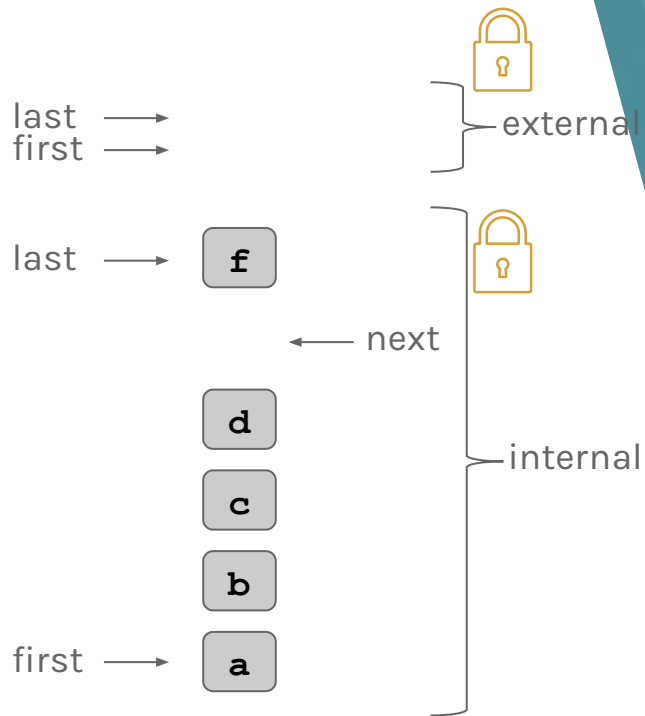 last
first
external
last
f
next
d
c
internal
b
first
a